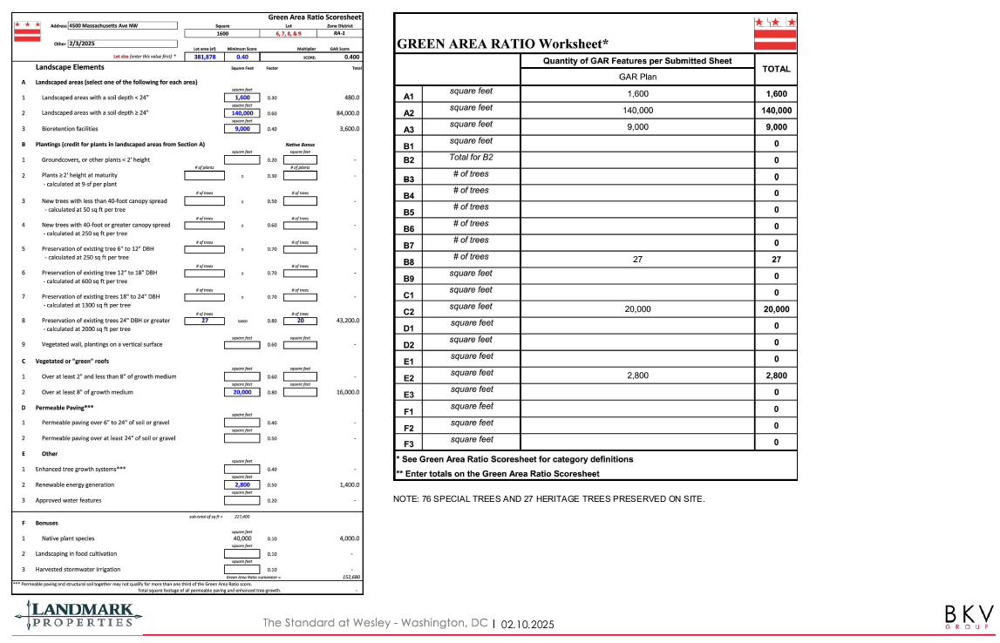 Green Area Ratio Scoresheet
Address 4500 Massachusetts Ave NW Square Lot Zone District
1600 6, 7, 8, & 9 RA-1
Other 2/3/2025
Lot area (sf) Minimum Score Multiplier GAR Score
Lot size (enter this value first) * 381,878 0.40 SCORE: 0.400
Landscape Elements Square Feet Factor Total
A Landscaped areas (select one of the following for each area)
square feet
1 Landscaped areas with a soil depth < 24" 1,600 0.30 480.0
square feet
2 Landscaped areas with a soil depth ≥ 24" 140,000 0.60 84,000.0
square feet
3 Bioretention facilities 9,000 0.40 3,600.0
B Plantings (credit for plants in landscaped areas from Section A) Native Bonus
square feet square feet
1 Groundcovers, or other plants < 2' height 0.20 -
# of plants # of plants
2 Plants ≥ 2' height at maturity 0 0.30 -
- calculated at 9-sf per plant
# of trees # of trees
3 New trees with less than 40-foot canopy spread 0 0.50 -
- calculated at 50 sq ft per tree
# of trees # of trees
4 New trees with 40-foot or greater canopy spread 0 0.60 -
- calculated at 250 sq ft per tree
# of trees # of trees
5 Preservation of existing tree 6" to 12" DBH 0 0.70 -
- calculated at 250 sq ft per tree
# of trees # of trees
6 Preservation of existing tree 12" to 18" DBH 0 0.70 -
- calculated at 600 sq ft per tree
# of trees # of trees
7 Preservation of existing trees 18" to 24" DBH 0 0.70 -
- calculated at 1300 sq ft per tree
# of trees # of trees
8 Preservation of existing trees 24" DBH or greater 27 54000 0.80 20 43,200.0
- calculated at 2000 sq ft per tree
square feet square feet
9 Vegetated wall, plantings on a vertical surface 0.60 -
C Vegetated or "green" roofs
square feet square feet
1 Over at least 2" and less than 8" of growth medium 0.60 -
square feet square feet
2 Over at least 8" of growth medium 20,000 0.80 16,000.0
D Permeable Paving***
square feet
1 Permeable paving over 6" to 24" of soil or gravel 0.40 -
square feet
2 Permeable paving over at least 24" of soil or gravel 0.50 -
E Other
square feet
1 Enhanced tree growth systems*** 0.40 -
square feet
2 Renewable energy generation 2,800 0.50 1,400.0
square feet
3 Approved water features 0.20 -
sub-total of sq ft = 227,400
F Bonuses
square feet
1 Native plant species 40,000 0.10 4,000.0
square feet
2 Landscaping in food cultivation 0.10 -
square feet
3 Harvested stormwater irrigation 0.10 -
Green Area Ratio numerator = 152,680
*** Permeable paving and structural soil together may not qualify for more than one third of the Green Area Ratio score.
Total square footage of all permeable paving and enhanced tree growth. -
GREEN AREA RATIO Worksheet*
Quantity of GAR Features per Submitted Sheet TOTAL
GAR Plan
A1 square feet 1,600 1,600
A2 square feet 140,000 140,000
A3 square feet 9,000 9,000
B1 square feet 0
B2 Total for B2 0
B3 # of trees 0
B4 # of trees 0
B5 # of trees 0
B6 # of trees 0
B7 # of trees 0
B8 # of trees 27 27
B9 square feet 0
C1 square feet 0
C2 square feet 20,000 20,000
D1 square feet 0
D2 square feet 0
E1 square feet 0
E2 square feet 2,800 2,800
E3 square feet 0
F1 square feet 0
F2 square feet 0
F3 square feet 0
* See Green Area Ratio Scoresheet for category definitions
** Enter totals on the Green Area Ratio Scoresheet
NOTE: 76 SPECIAL TREES AND 27 HERITAGE TREES PRESERVED ON SITE.
LANDMARK
PROPERTIES
The Standard at Wesley - Washington, DC | 02.10.2025
BKV
GROUP